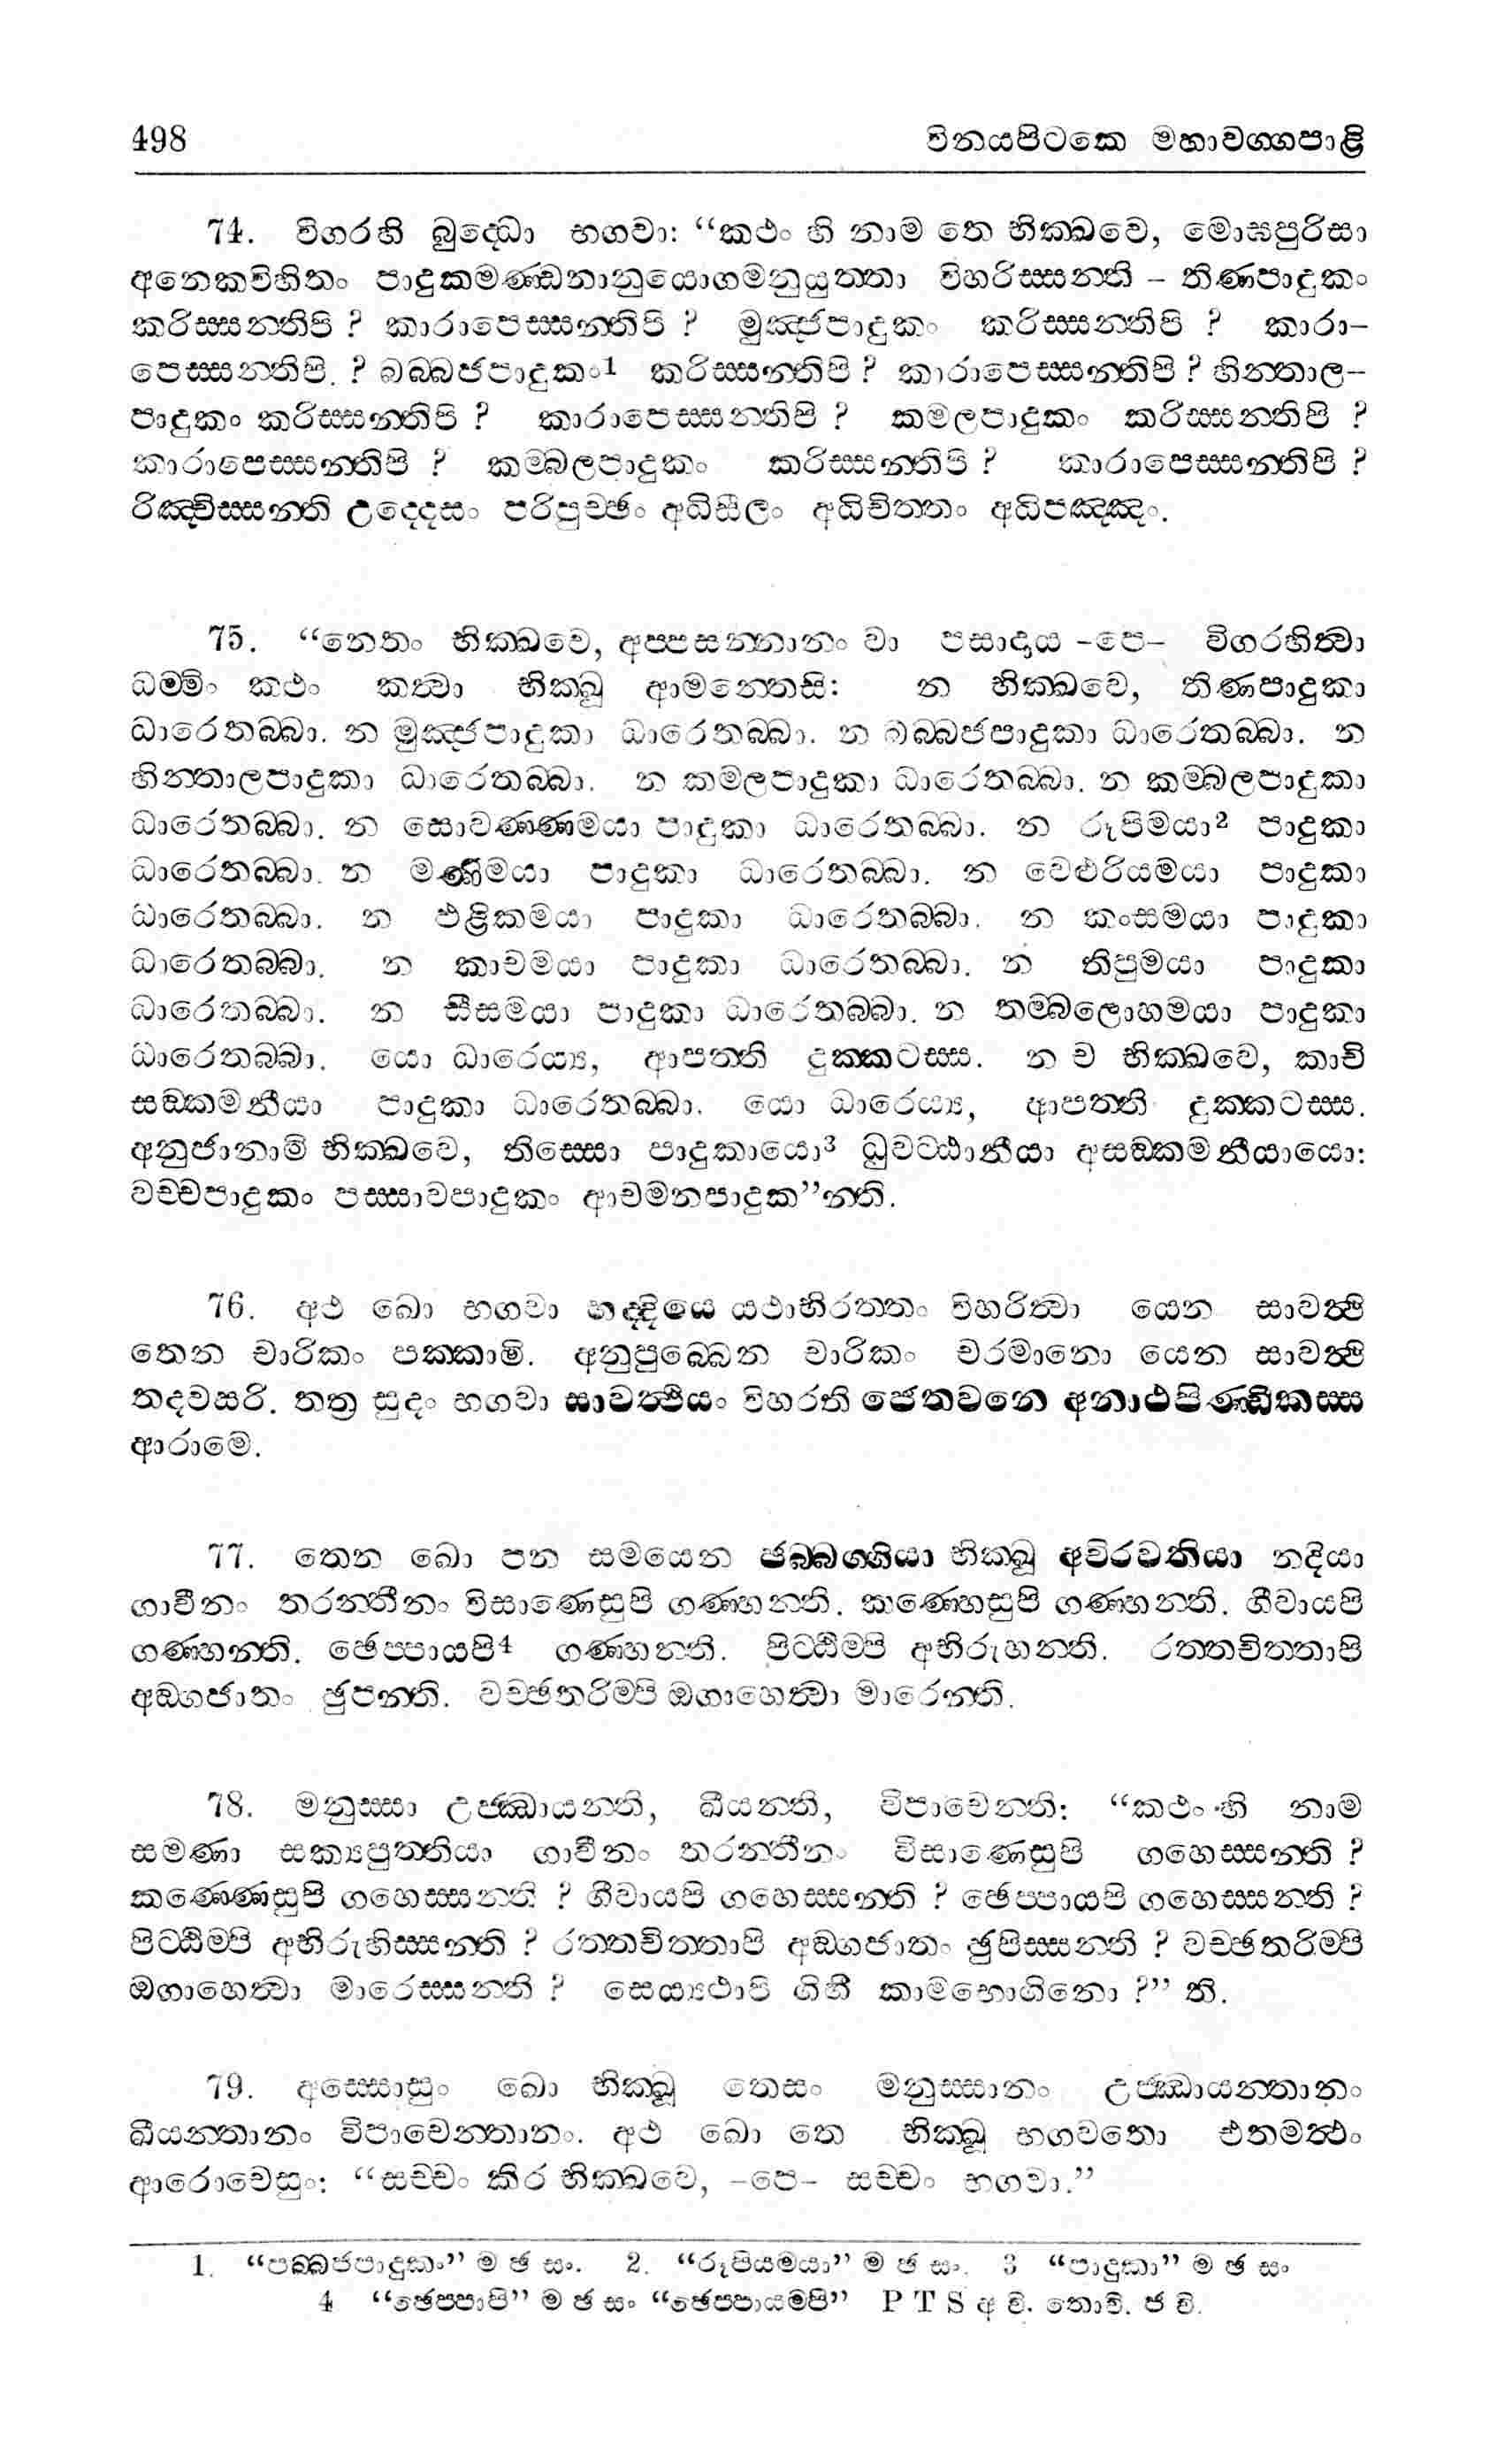 498 විනයපිටකෙ මහාවග්ගපාළි
74. විගරහි බුද්ධො භගවා: “කථං හි නාම තෙ භික්ඛවෙ, මොඝපුරිසා
අනෙකවිහිතං පාදුකමණ්ඩනානුයොගමනුයුත්තා විහරිස්සන්ති – තිණපාදුකං
කරිස්සන්තිපි ? කාරාපෙස්සන්තිපි ? මුඤ්ජපාදුකං කරිස්සන්තිපි ? කාරා–
පෙස්සන්තිපි. ? බබ්බජපාදුකං1 කරිස්සන්තිපි ? කාරාපෙස්සන්තිපි ? හින්තාල–
පාදුකං කරිස්සන්තිපි ? කාරාපෙස්සන්තිපි ? කමලපාදුකං කරිස්සන්තිපි ?
කාරාපෙස්සන්තිපි ? කම්බලපාදුකං කරිස්සන්තිපි ? කාරාපෙස්සන්තිපි ?
රිඤ්චිස්සන්ති උද්දෙසං පරිපුච්ඡං අධිසීලං අධිචිත්තං අධිපඤ්ඤං.
75. “නෙතං භික්ඛවෙ, අප්පසන්නානං වා පසාදාය –පෙ– විගරහිත්වා
ධම්මිං කථං කත්වා භික්ඛූ ආමන්තෙසි: න භික්ඛවෙ, තිණපාදුකා
ධාරෙතබ්බා. න මුඤ්ජපාදුකා ධාරෙතබ්බා. න බබ්බජපාදුකා ධාරෙතබ්බා. න
හින්තාලපාදුකා ධාරෙතබ්බා. න කමලපාදුකා ධාරෙතබ්බා. න කම්බලපාදුකා
ධාරෙතබ්බා. න සොවණ්ණමයා පාදුකා ධාරෙතබ්බා. න රූපිමයා2 පාදුකා
ධාරෙතබ්බා. න මණිමයා පාදුකා ධාරෙතබ්බා. න වෙළුරියමයා පාදුකා
ධාරෙතබ්බා. න ඵළිකමයා පාදුකා ධාරෙතබ්බා. න කංසමයා පාදුකා
ධාරෙතබ්බා. න කාචමයා පාදුකා ධාරෙතබ්බා. න තිපුමයා පාදුකා
ධාරෙතබ්බා. න සීසමයා පාදුකා ධාරෙතබ්බා. න තම්බලොහමයා පාදුකා
ධාරෙතබ්බා. යො ධාරෙය්‍ය, ආපත්ති දුක්කටස්ස. න ච භික්ඛවෙ, කාචි
සඞ්කමනීයා පාදුකා ධාරෙතබ්බා. යො ධාරෙය්‍ය, ආපත්ති දුක්කටස්ස.
අනුජානාමි භික්ඛවෙ, තිස්සො පාදුකායො3 ධුවට්ඨානීයා අසඞ්කමනීයායො:
වච්චපාදුකං පස්සාවපාදුකං ආචමනපාදුක”න්ති.
76. අථ ඛො භගවා භද්දියෙ යථාභිරත්තං විහරිත්වා යෙන සාවත්ථි
තෙන චාරිකං පක්කාමි. අනුපුබ්බෙන චාරිකං චරමානො යෙන සාවත්ථි
තදවසරි. තත්‍ර සුදං භගවා සාවත්ථියං විහරති ජෙතවනෙ අනාථපිණ්ඩිකස්ස
ආරාමෙ.
77. තෙන ඛො පන සමයෙන ඡබ්බග්ගියා භික්ඛූ අචිරවතියා නදියා
ගාවීනං තරන්තීනං විසාණෙසුපි ගණ්හන්ති. කණ්ණෙසුපි ගණ්හන්ති. ගීවායපි
ගණ්හන්ති. ඡෙප්පායපි4 ගණ්හන්ති. පිට්ඨිම්පි අභිරුහන්ති. රත්තචිත්තාපි
අඞ්ගජාතං ඡුපන්ති. වච්ඡතරිම්පි ඔගාහෙත්වා මාරෙන්ති.
78. මනුස්සා උජ්ඣායන්ති, ඛීයන්ති, විපාචෙන්ති: “කථං හි නාම
සමණා සක්‍යපුත්තියා ගාවීනං තරන්තීනං විසාණෙසුපි ගහෙස්සන්ති ?
කණ්ණෙසුපි ගහෙස්සන්ති ? ගීවායපි ගහෙස්සන්ති ? ඡෙප්පායපි ගහෙස්සන්ති ?
පිට්ඨිම්පි අභිරුහිස්සන්ති ? රත්තචිත්තාපි අඞ්ගජාතං ඡුපිස්සන්ති ? වච්ඡතරිම්පි
ඔගාහෙත්වා මාරෙස්සන්ති ? සෙය්‍යථාපි ගිහී කාමභොගිනො ?” ති.
79. අස්සොසුං ඛො භික්ඛූ තෙසං මනුස්සානං උජ්ඣායන්තානං
ඛීයන්තානං විපාචෙන්තානං. අථ ඛො තෙ භික්ඛූ භගවතො එතමත්ථං
ආරොචෙසුං: “සච්චං කිර භික්ඛවෙ, –පෙ– සච්චං භගවා.”
1. “පබ්බජපාදුකං” ම ඡ සං. 2. “රූපියමයා” ම ඡ සං. 3 “පාදුකා” ම ඡ සං
4 “ඡෙප්පාපි” ම ඡ සං “ඡෙප්පායම්පි” P T S අ වි. තොවි. ජ වි.